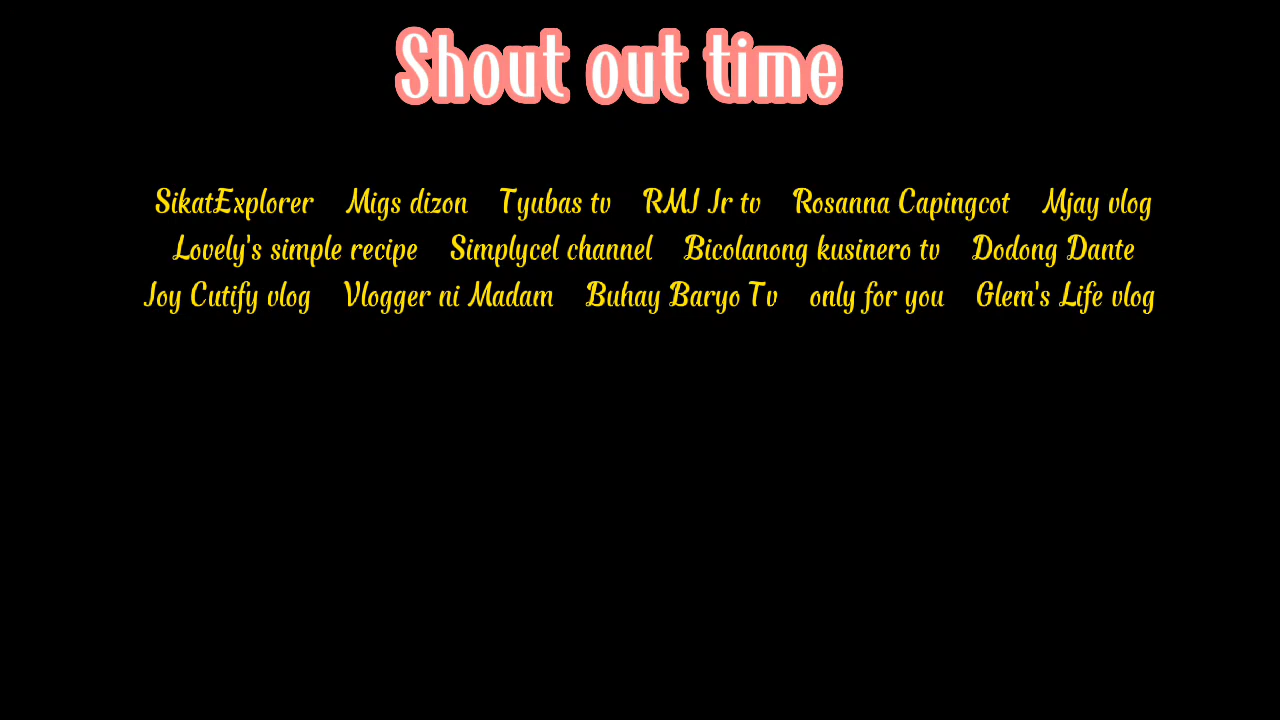 Shout out time
SikatExplorer Migs dizon Tyubas tv RMJ Jr tv Rosanna Capingcot Mjay vlog
Lovely's simple recipe Simplycel channel Bicolanong kusinero tv Dodong Dante
Joy Cutify vlog Vlogger ni Madam Buhay Baryo Tv only for you Glem's Life vlog